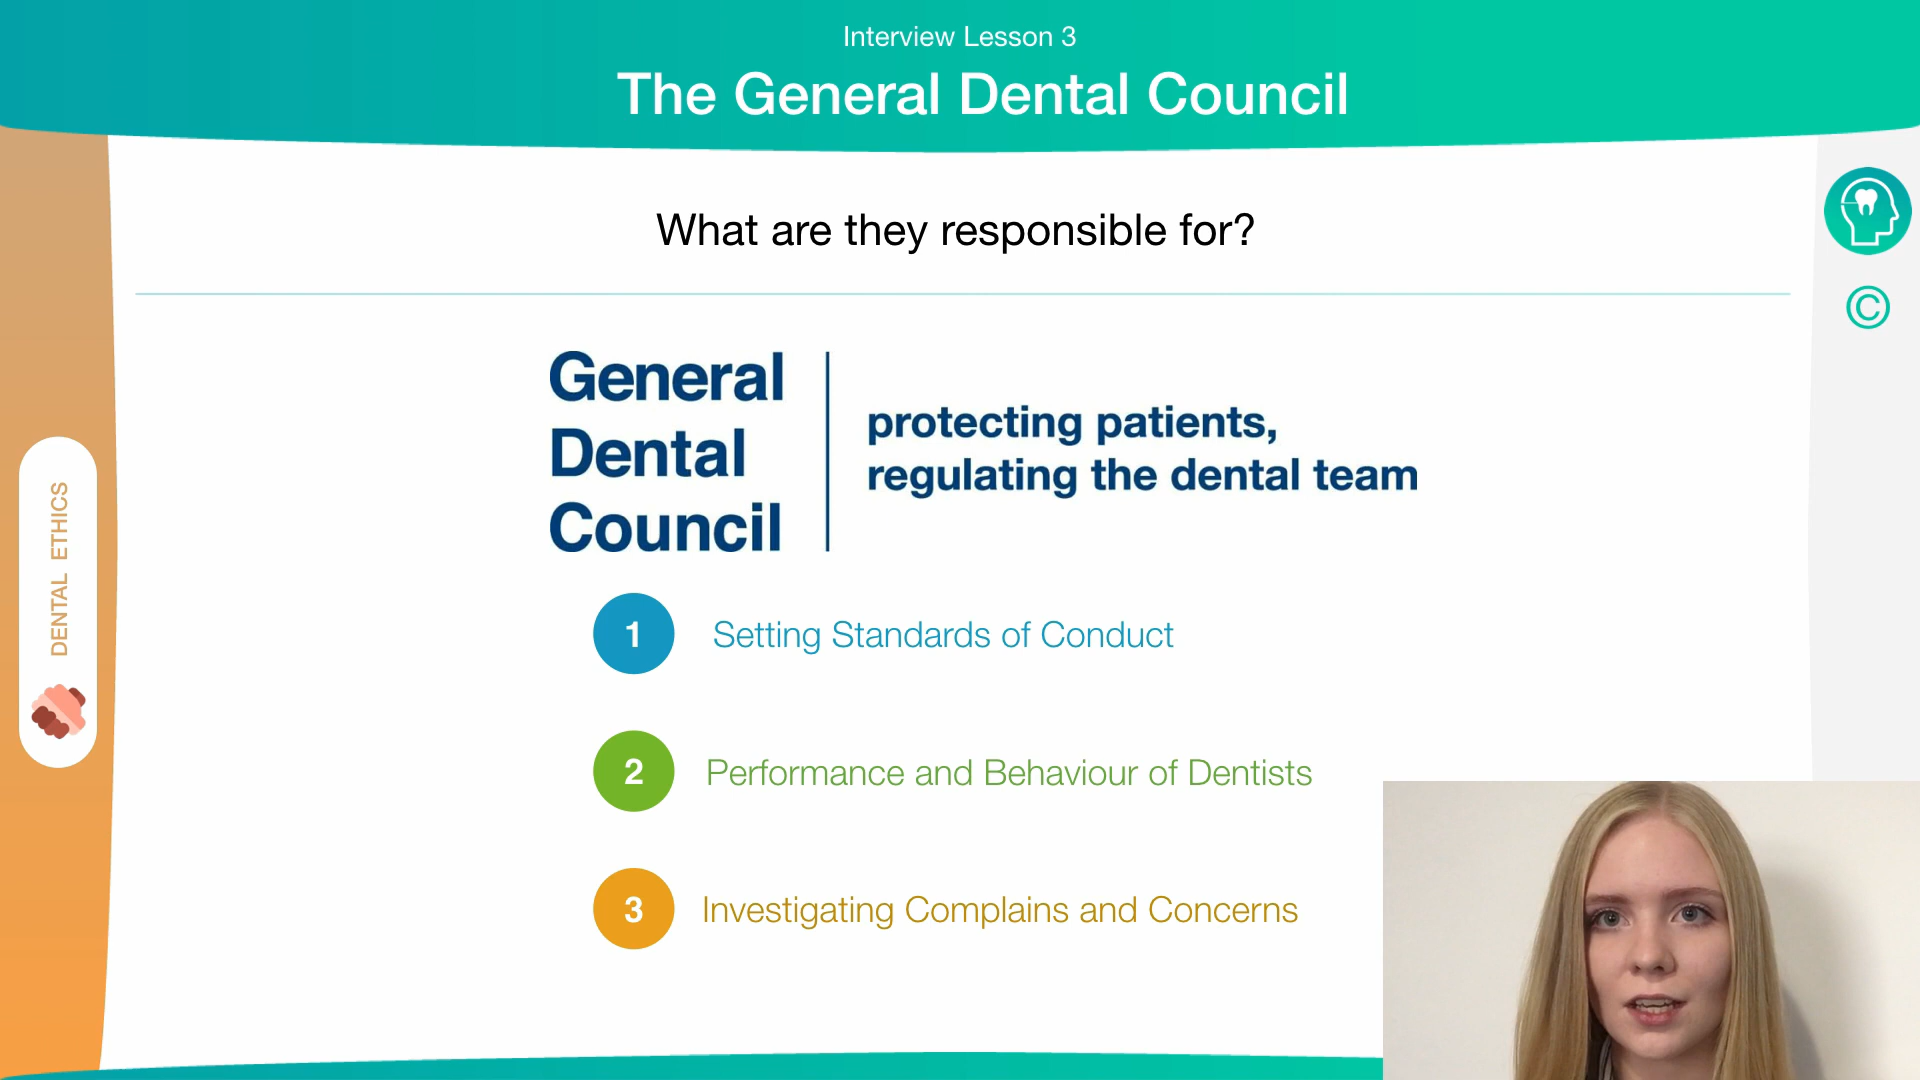 Interview Lesson 3
The General Dental Council
What are they responsible for?
©
General
Dental
Council
protecting patients,
regulating the dental team
1 Setting Standards of Conduct
2 Performance and Behaviour of Dentists
3 Investigating Complains and Concerns
DENTAL ETHICS